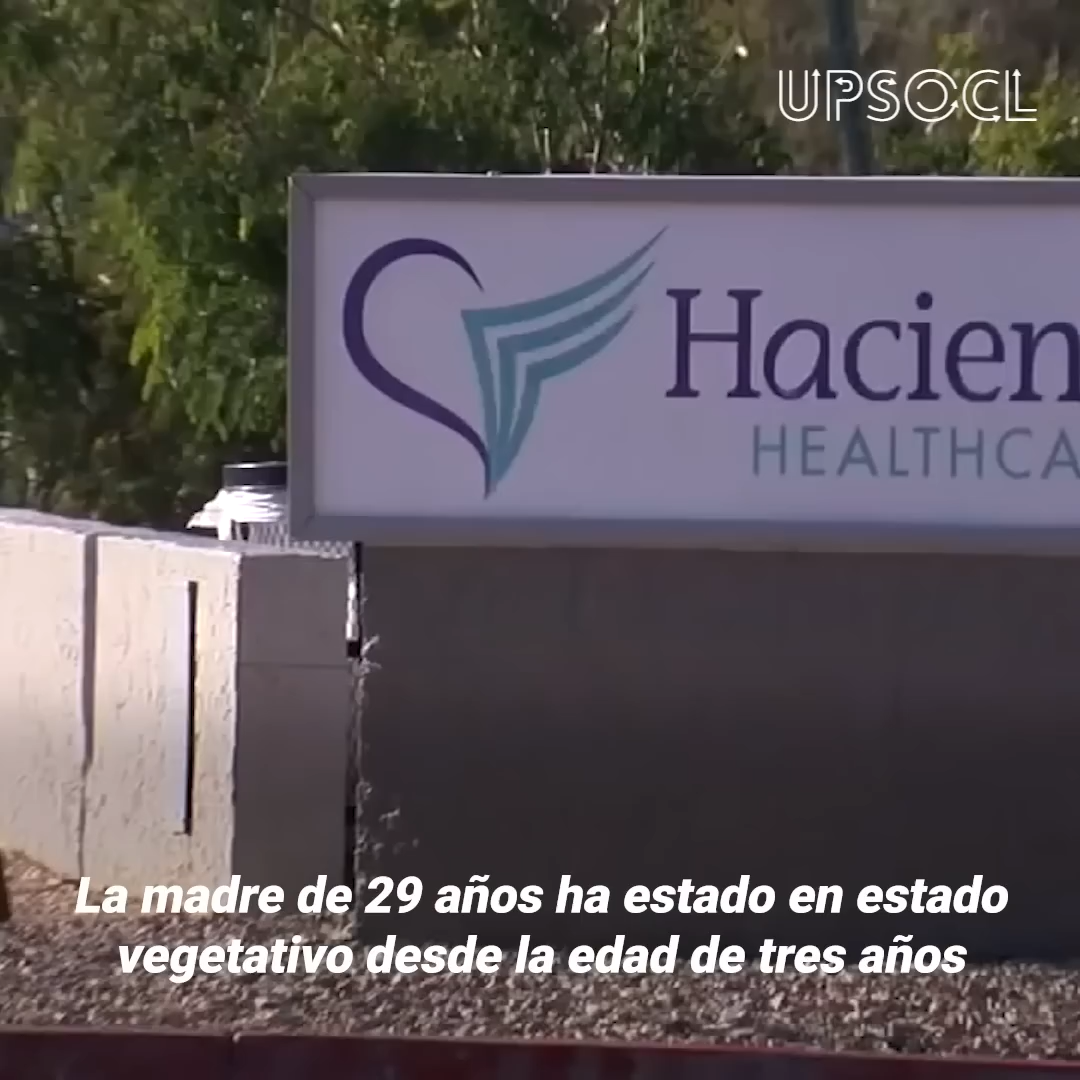 UPSOCL
Hacien
HEALTHCA
La madre de 29 años ha estado en estado
vegetativo desde la edad de tres años